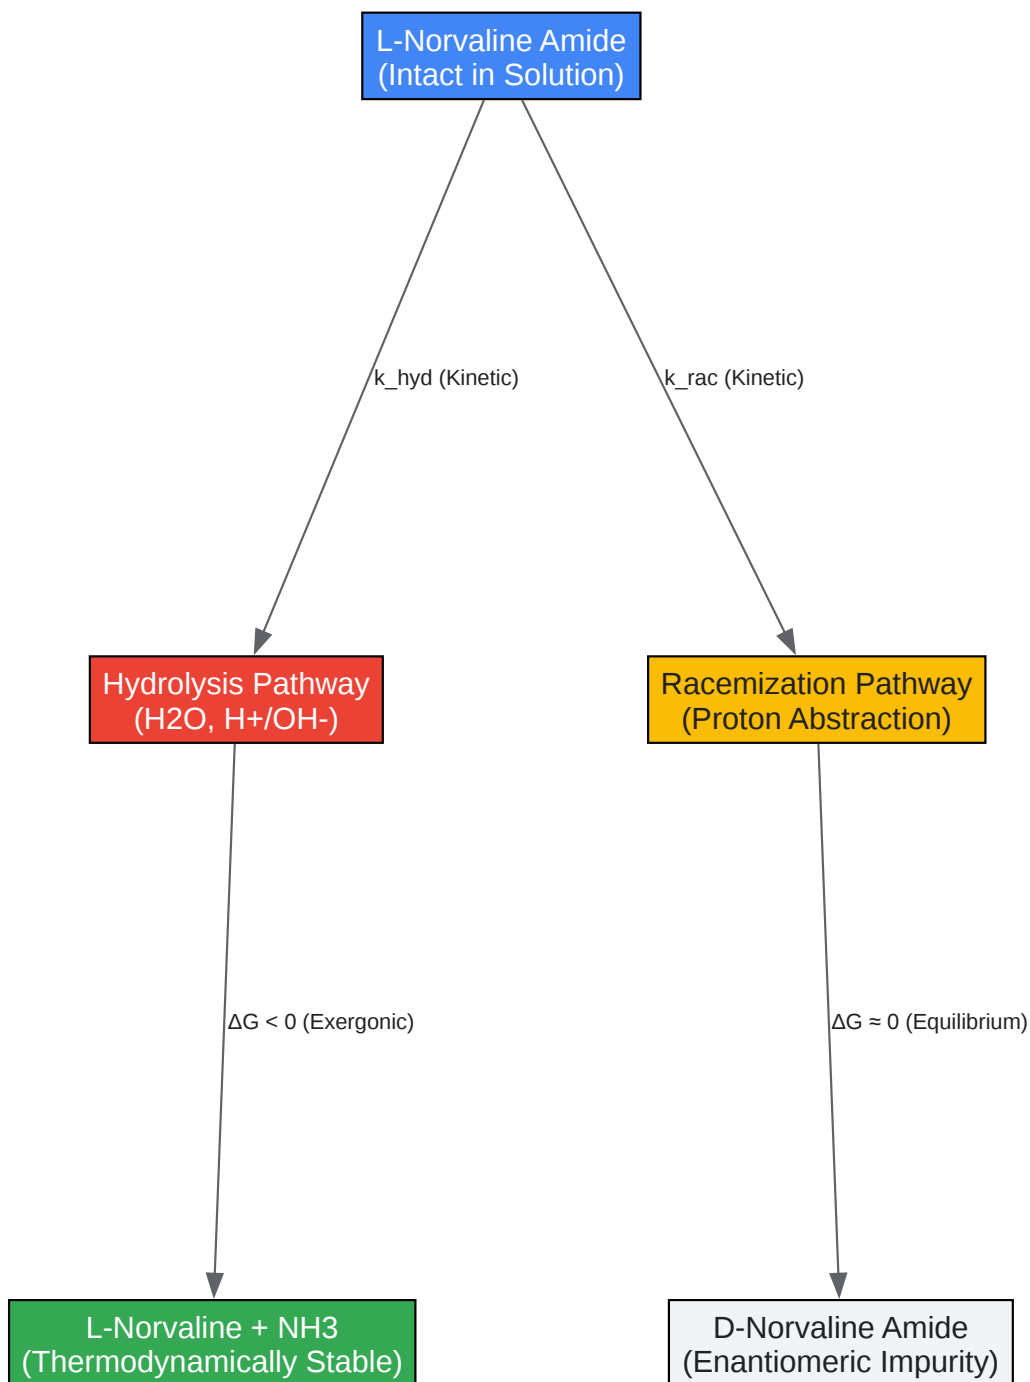 L-Norvaline Amide
(Intact in Solution)
k_hyd (Kinetic)
k_rac (Kinetic)
Hydrolysis Pathway
(H2O, H+/OH-)
Racemization Pathway
(Proton Abstraction)
ΔG < 0 (Exergonic)
ΔG ≈ 0 (Equilibrium)
L-Norvaline + NH3
(Thermodynamically Stable)
D-Norvaline Amide
(Enantiomeric Impurity)